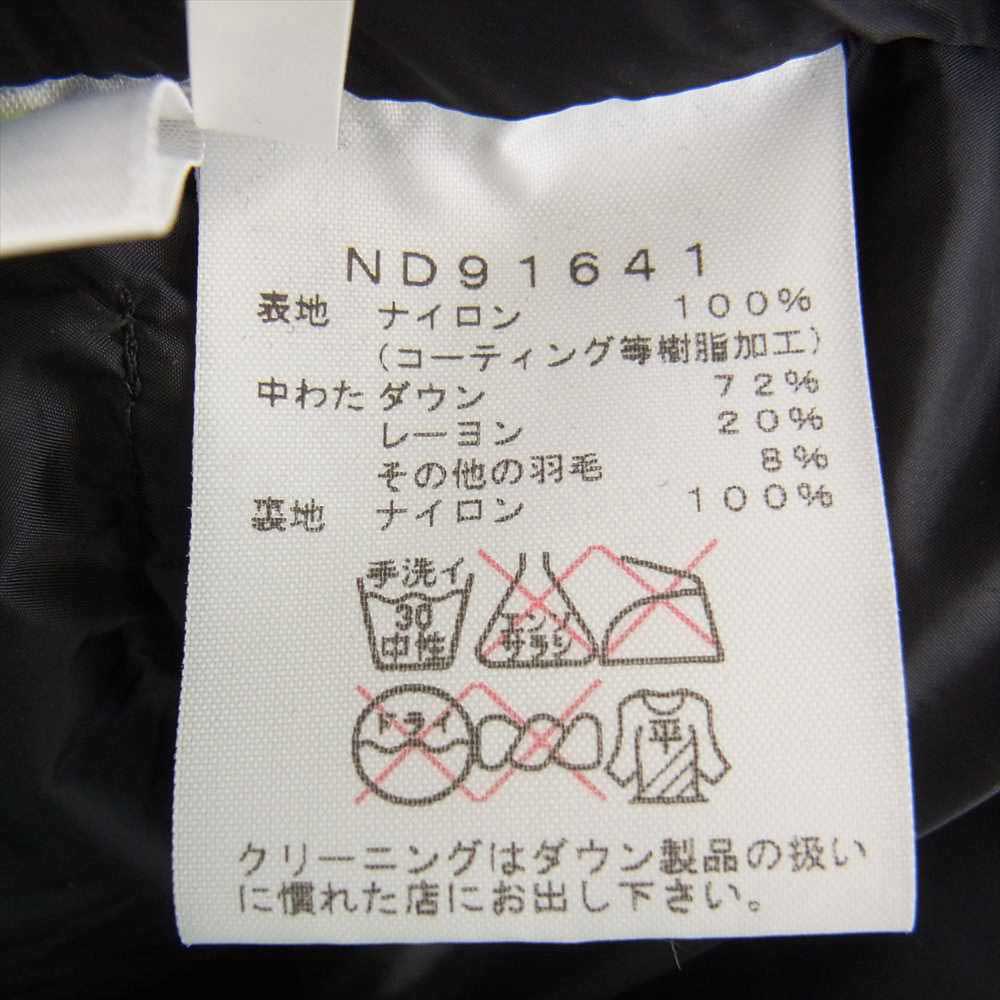 ND91641
表地 ナイロン 100%
(コーティング等樹脂加工)
中わた ダウン 72%
レーヨン 20%
その他の羽毛 8%
裏地 ナイロン 100%
手洗イ
30
中性
エンソ
サラシ
ドライ
平
クリーニングはダウン製品の扱い
に慣れた店にお出し下さい。